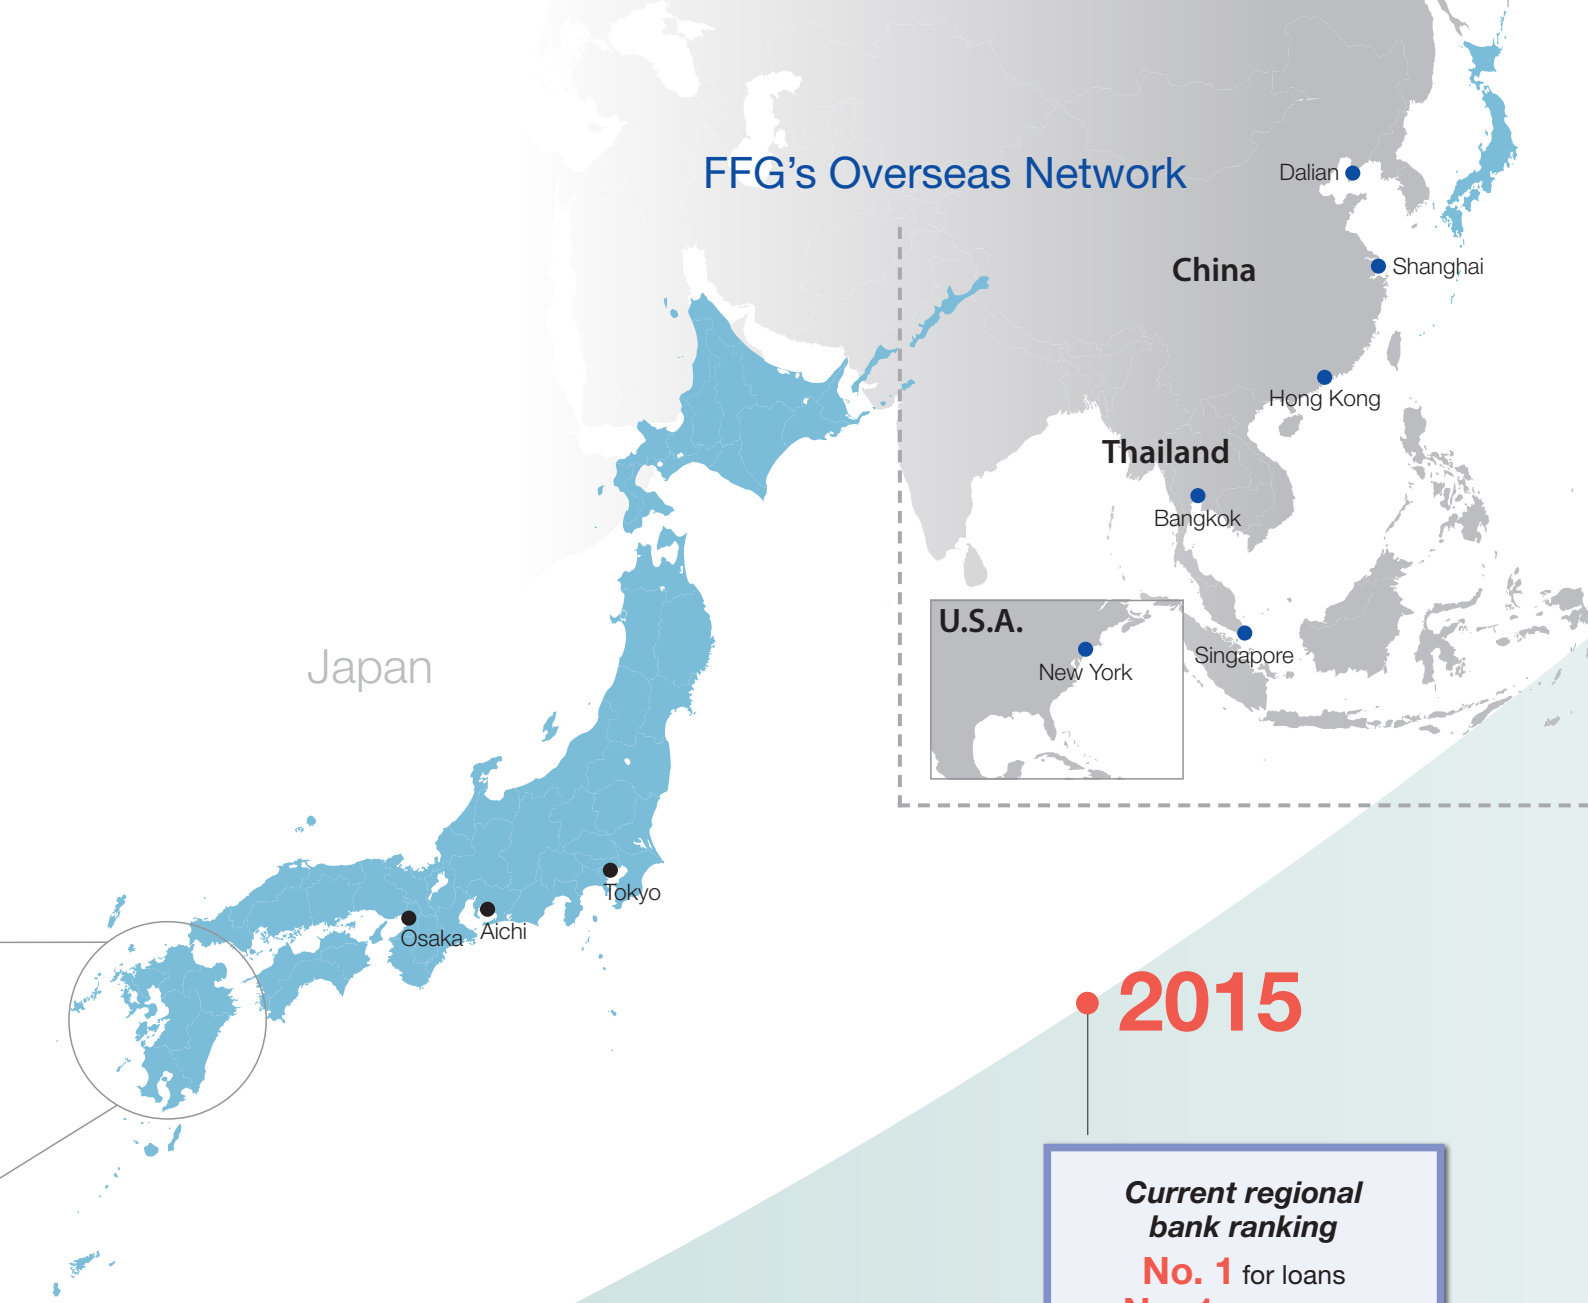 FFG's Overseas Network
Dalian
China
Shanghai
Hong Kong
Thailand
Bangkok
U.S.A.
New York
Singapore
Japan
Tokyo
Aichi
Osaka
2015
Current regional
bank ranking
No. 1 for loans